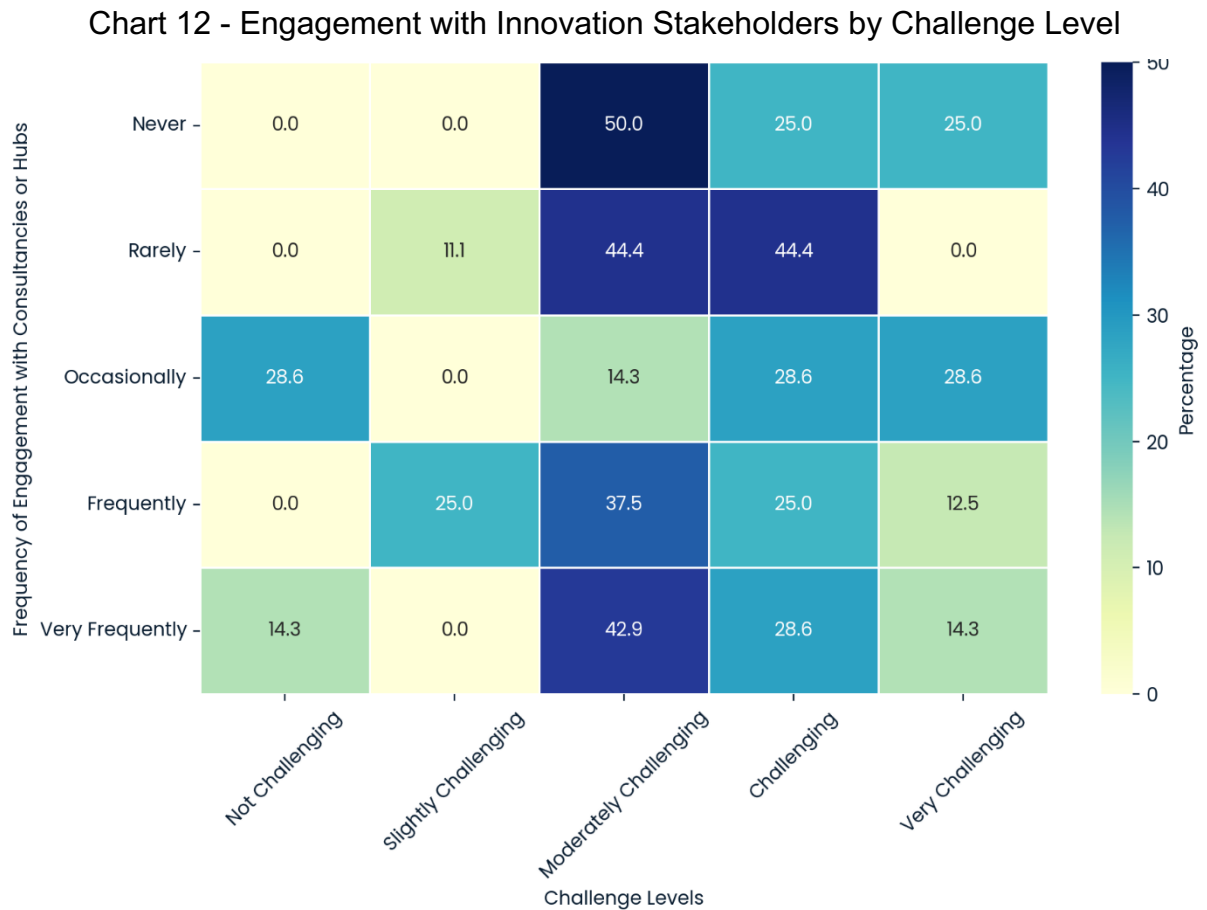 Chart 12 - Engagement with Innovation Stakeholders by Challenge Level
Frequency of Engagement with Consultancies or Hubs
Never 0.0 0.0 50.0 25.0 25.0
Rarely 0.0 11.1 44.4 44.4 0.0
Occasionally 28.6 0.0 14.3 28.6 28.6
Frequently 0.0 25.0 37.5 25.0 12.5
Very Frequently 14.3 0.0 42.9 28.6 14.3
Not Challenging
Slightly Challenging
Moderately Challenging
Challenging
Very Challenging
Challenge Levels
50
40
30
20
10
0
Percentage